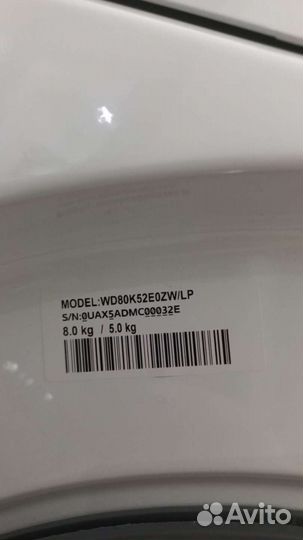 MODEL:WD80K52E0ZW/LP
S/N:0UAX5ADMC00032E
8.0 kg / 5.0 kg
Avito